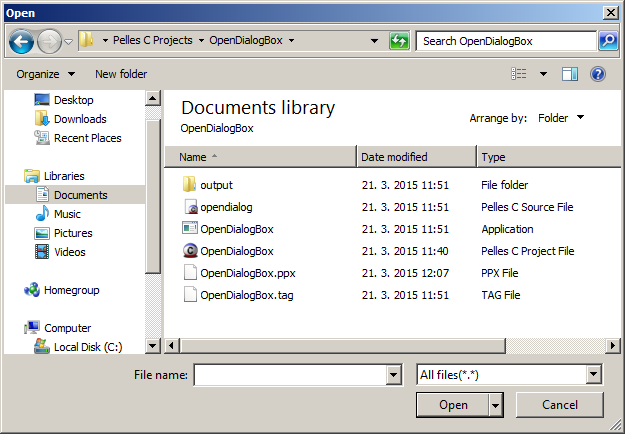 Open
Pelles C Projects OpenDialogBox Search OpenDialogBox
Organize New folder
Desktop
Downloads
Recent Places
Libraries
Documents
Music
Pictures
Videos
Homegroup
Computer
Local Disk (C:)
Documents library
OpenDialogBox
Arrange by: Folder
Name Date modified Type
output 21. 3. 2015 11:51 File folder
opendialog 21. 3. 2015 11:51 Pelles C Source File
OpenDialogBox 21. 3. 2015 11:51 Application
OpenDialogBox 21. 3. 2015 11:40 Pelles C Project File
OpenDialogBox.ppx 21. 3. 2015 12:07 PPX File
OpenDialogBox.tag 21. 3. 2015 11:51 TAG File
File name: All files(*.*)
Open Cancel